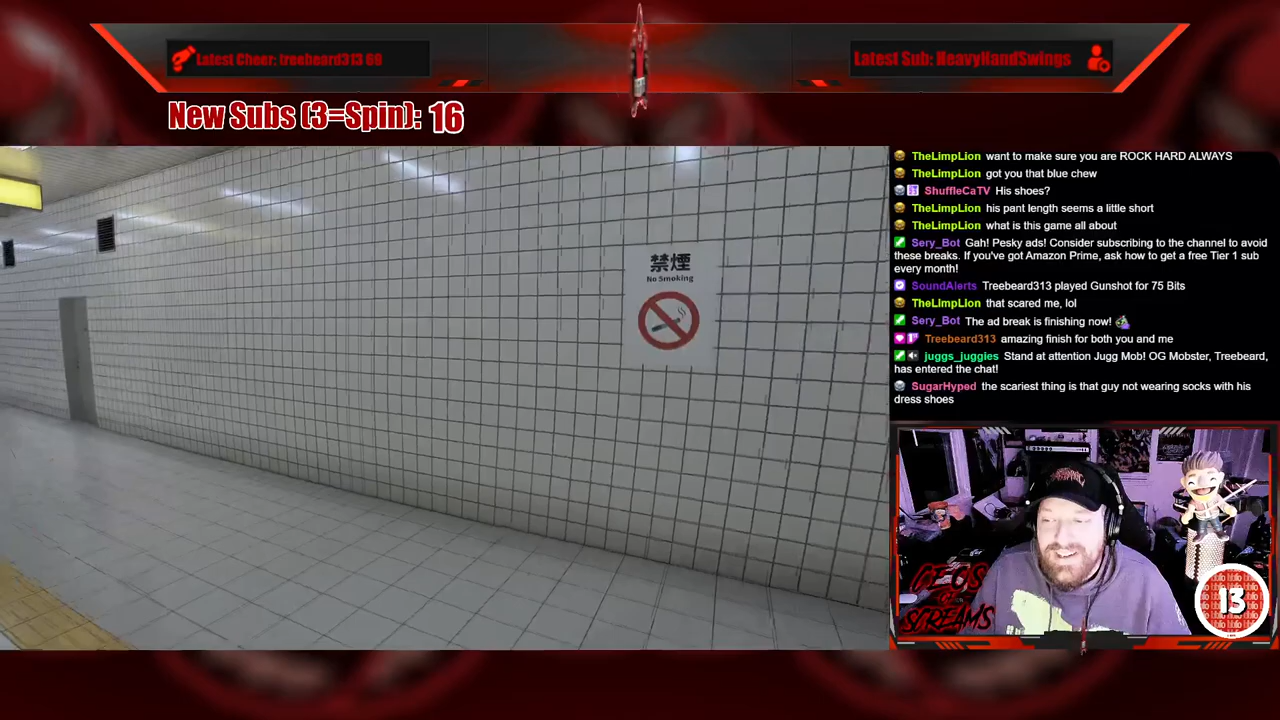 Latest Cheer: treebeard313 69
Latest Sub: HeavyHandSwings
New Subs (3=Spin): 16
禁煙
No Smoking
TheLimpLion want to make sure you are ROCK HARD ALWAYS
TheLimpLion got you that blue chew
ShuffleCaTV His shoes?
TheLimpLion his pant length seems a little short
TheLimpLion what is this game all about
Sery_Bot Gah! Pesky ads! Consider subscribing to the channel to avoid
these breaks. If you've got Amazon Prime, ask how to get a free Tier 1 sub
every month!
SoundAlerts Treebeard313 played Gunshot for 75 Bits
TheLimpLion that scared me, lol
Sery_Bot The ad break is finishing now!
Treebeard313 amazing finish for both you and me
juggs_juggies Stand at attention Jugg Mob! OG Mobster, Treebeard,
has entered the chat!
SugarHyped the scariest thing is that guy not wearing socks with his
dress shoes
SCREAMS
13